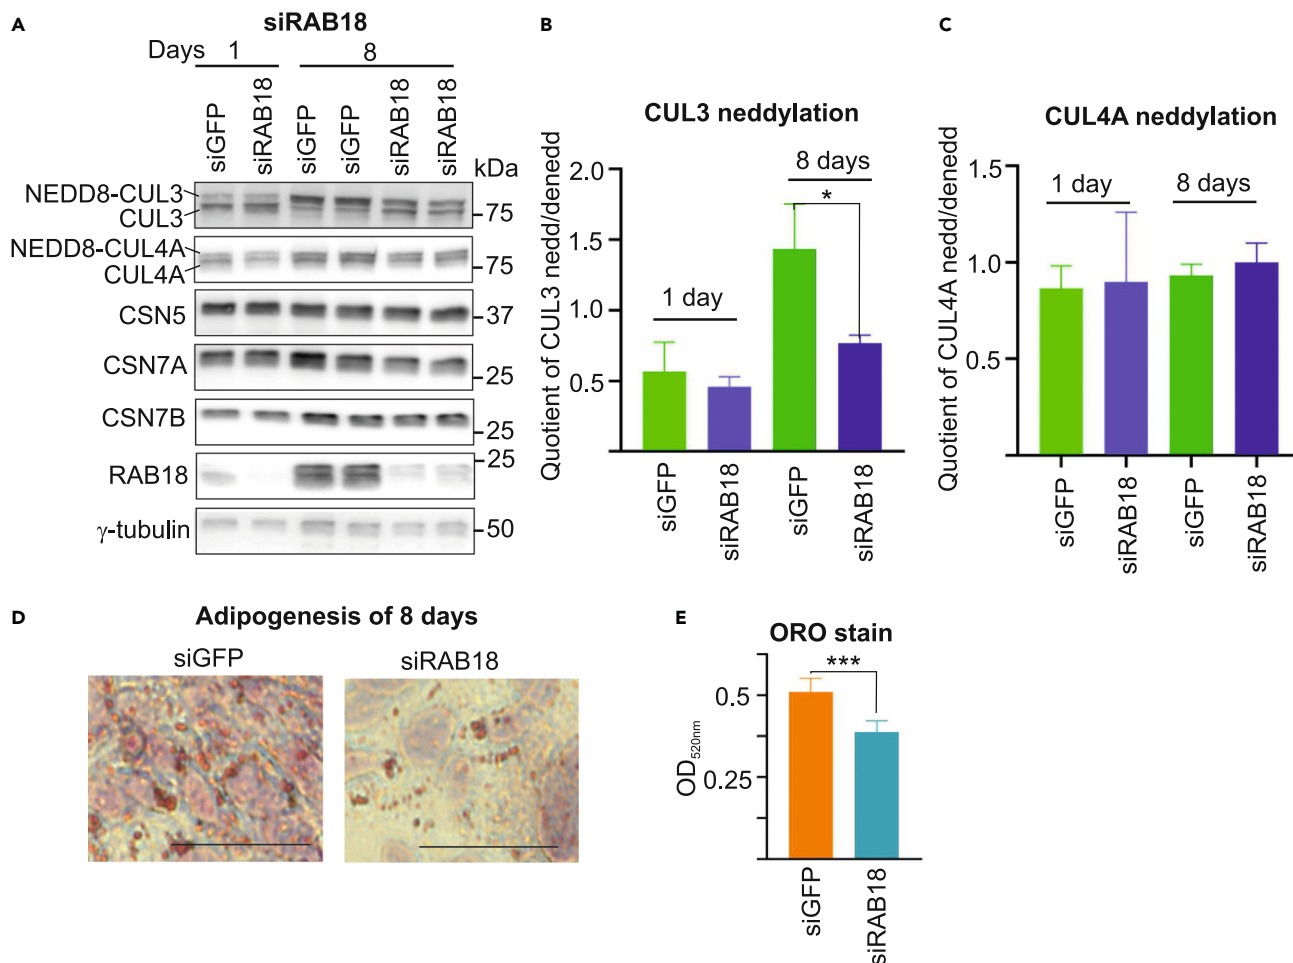 A
siRAB18
Days 1 8
siGFP
siRAB18
siGFP
siGFP
siRAB18
siRAB18
kDa
NEDD8-CUL3
CUL3
75
NEDD8-CUL4A
CUL4A
75
CSN5
37
CSN7A
25
CSN7B
25
RAB18
25
γ-tubulin
50
B
CUL3 neddylation
Quotient of CUL3 nedd/denedd
2.0
1.5
1.0
0.5
1 day
8 days
*
siGFP
siRAB18
siGFP
siRAB18
C
CUL4A neddylation
Quotient of CUL4A nedd/denedd
1.5
1.0
0.5
1 day
8 days
siGFP
siRAB18
siGFP
siRAB18
D
Adipogenesis of 8 days
siGFP
siRAB18
E
ORO stain
OD520nm
0.5
0.25
***
siGFP
siRAB18